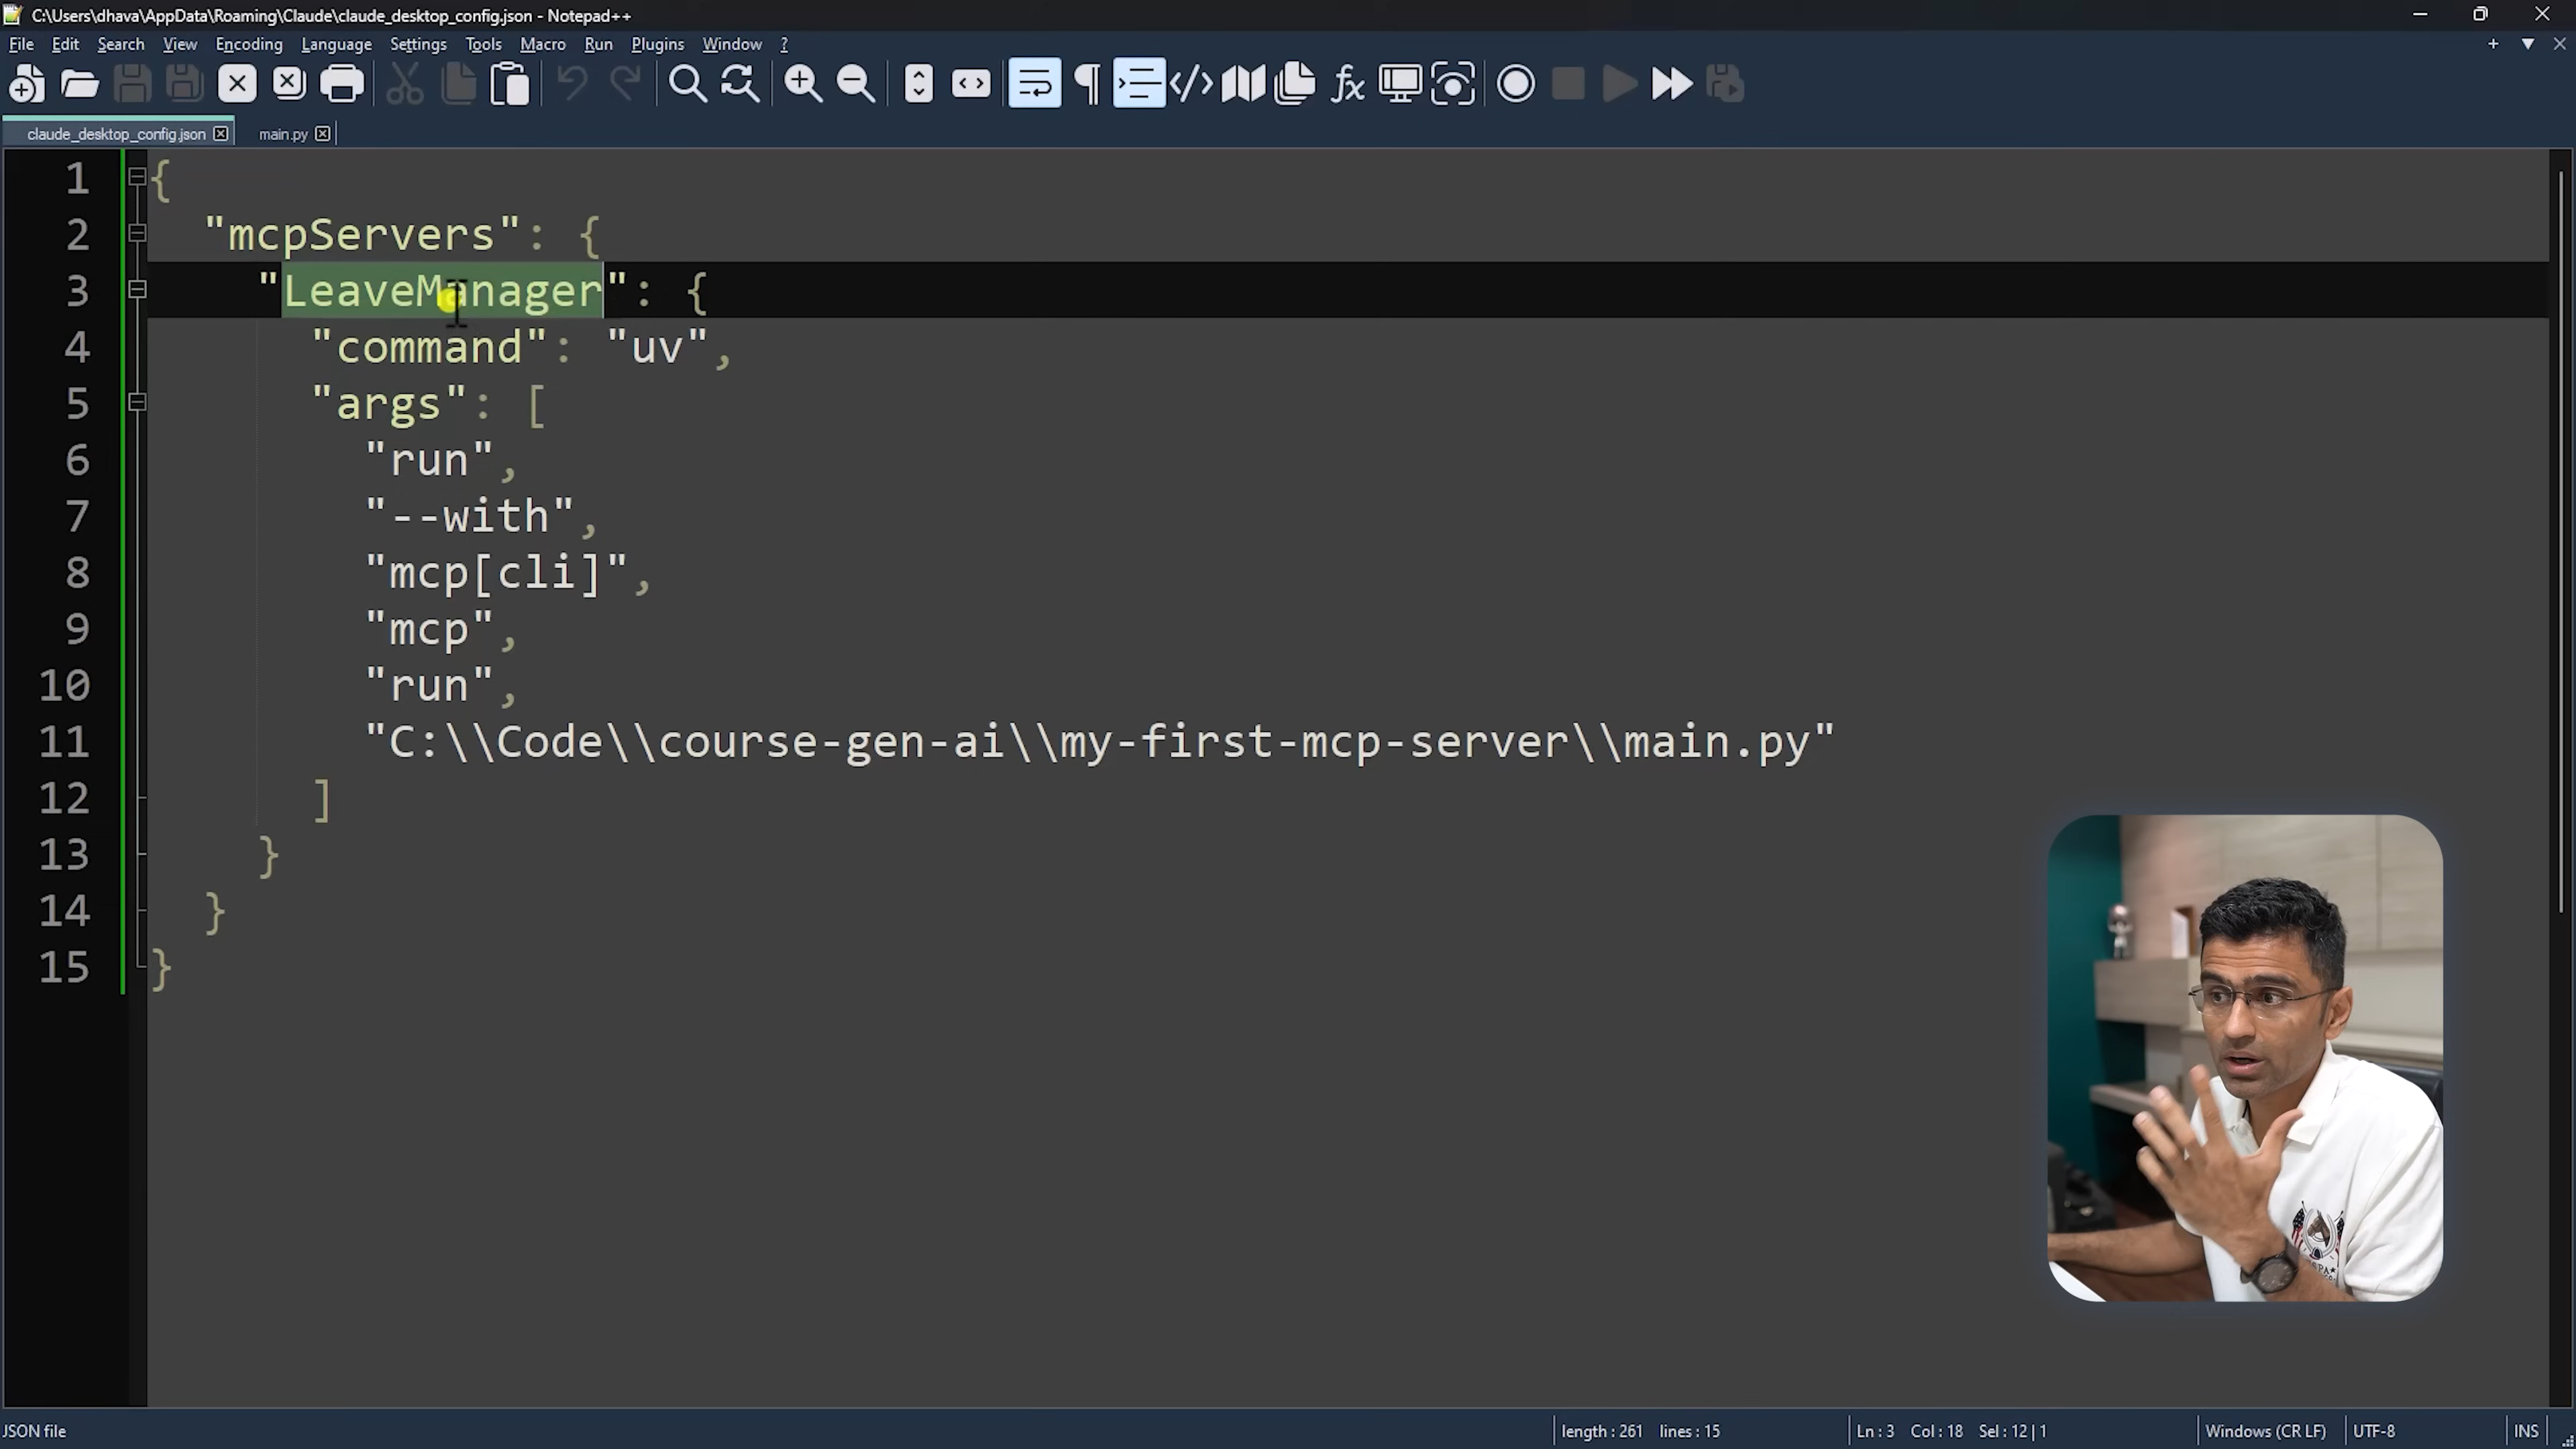 C:\Users\dhava\AppData\Roaming\Claude\claude_desktop_config.json - Notepad++
File Edit Search View Encoding Language Settings Tools Macro Run Plugins Window ?
claude_desktop_config.json main.py
1 {
2 "mcpServers": {
3 "LeaveManager": {
4 "command": "uv",
5 "args": [
6 "run",
7 "--with",
8 "mcp[cli]",
9 "mcp",
10 "run",
11 "C:\\Code\\course-gen-ai\\my-first-mcp-server\\main.py"
12 ]
13 }
14 }
15 }
JSON file length : 261 lines : 15 Ln : 3 Col : 18 Sel : 12 | 1 Windows (CR LF) UTF-8 INS